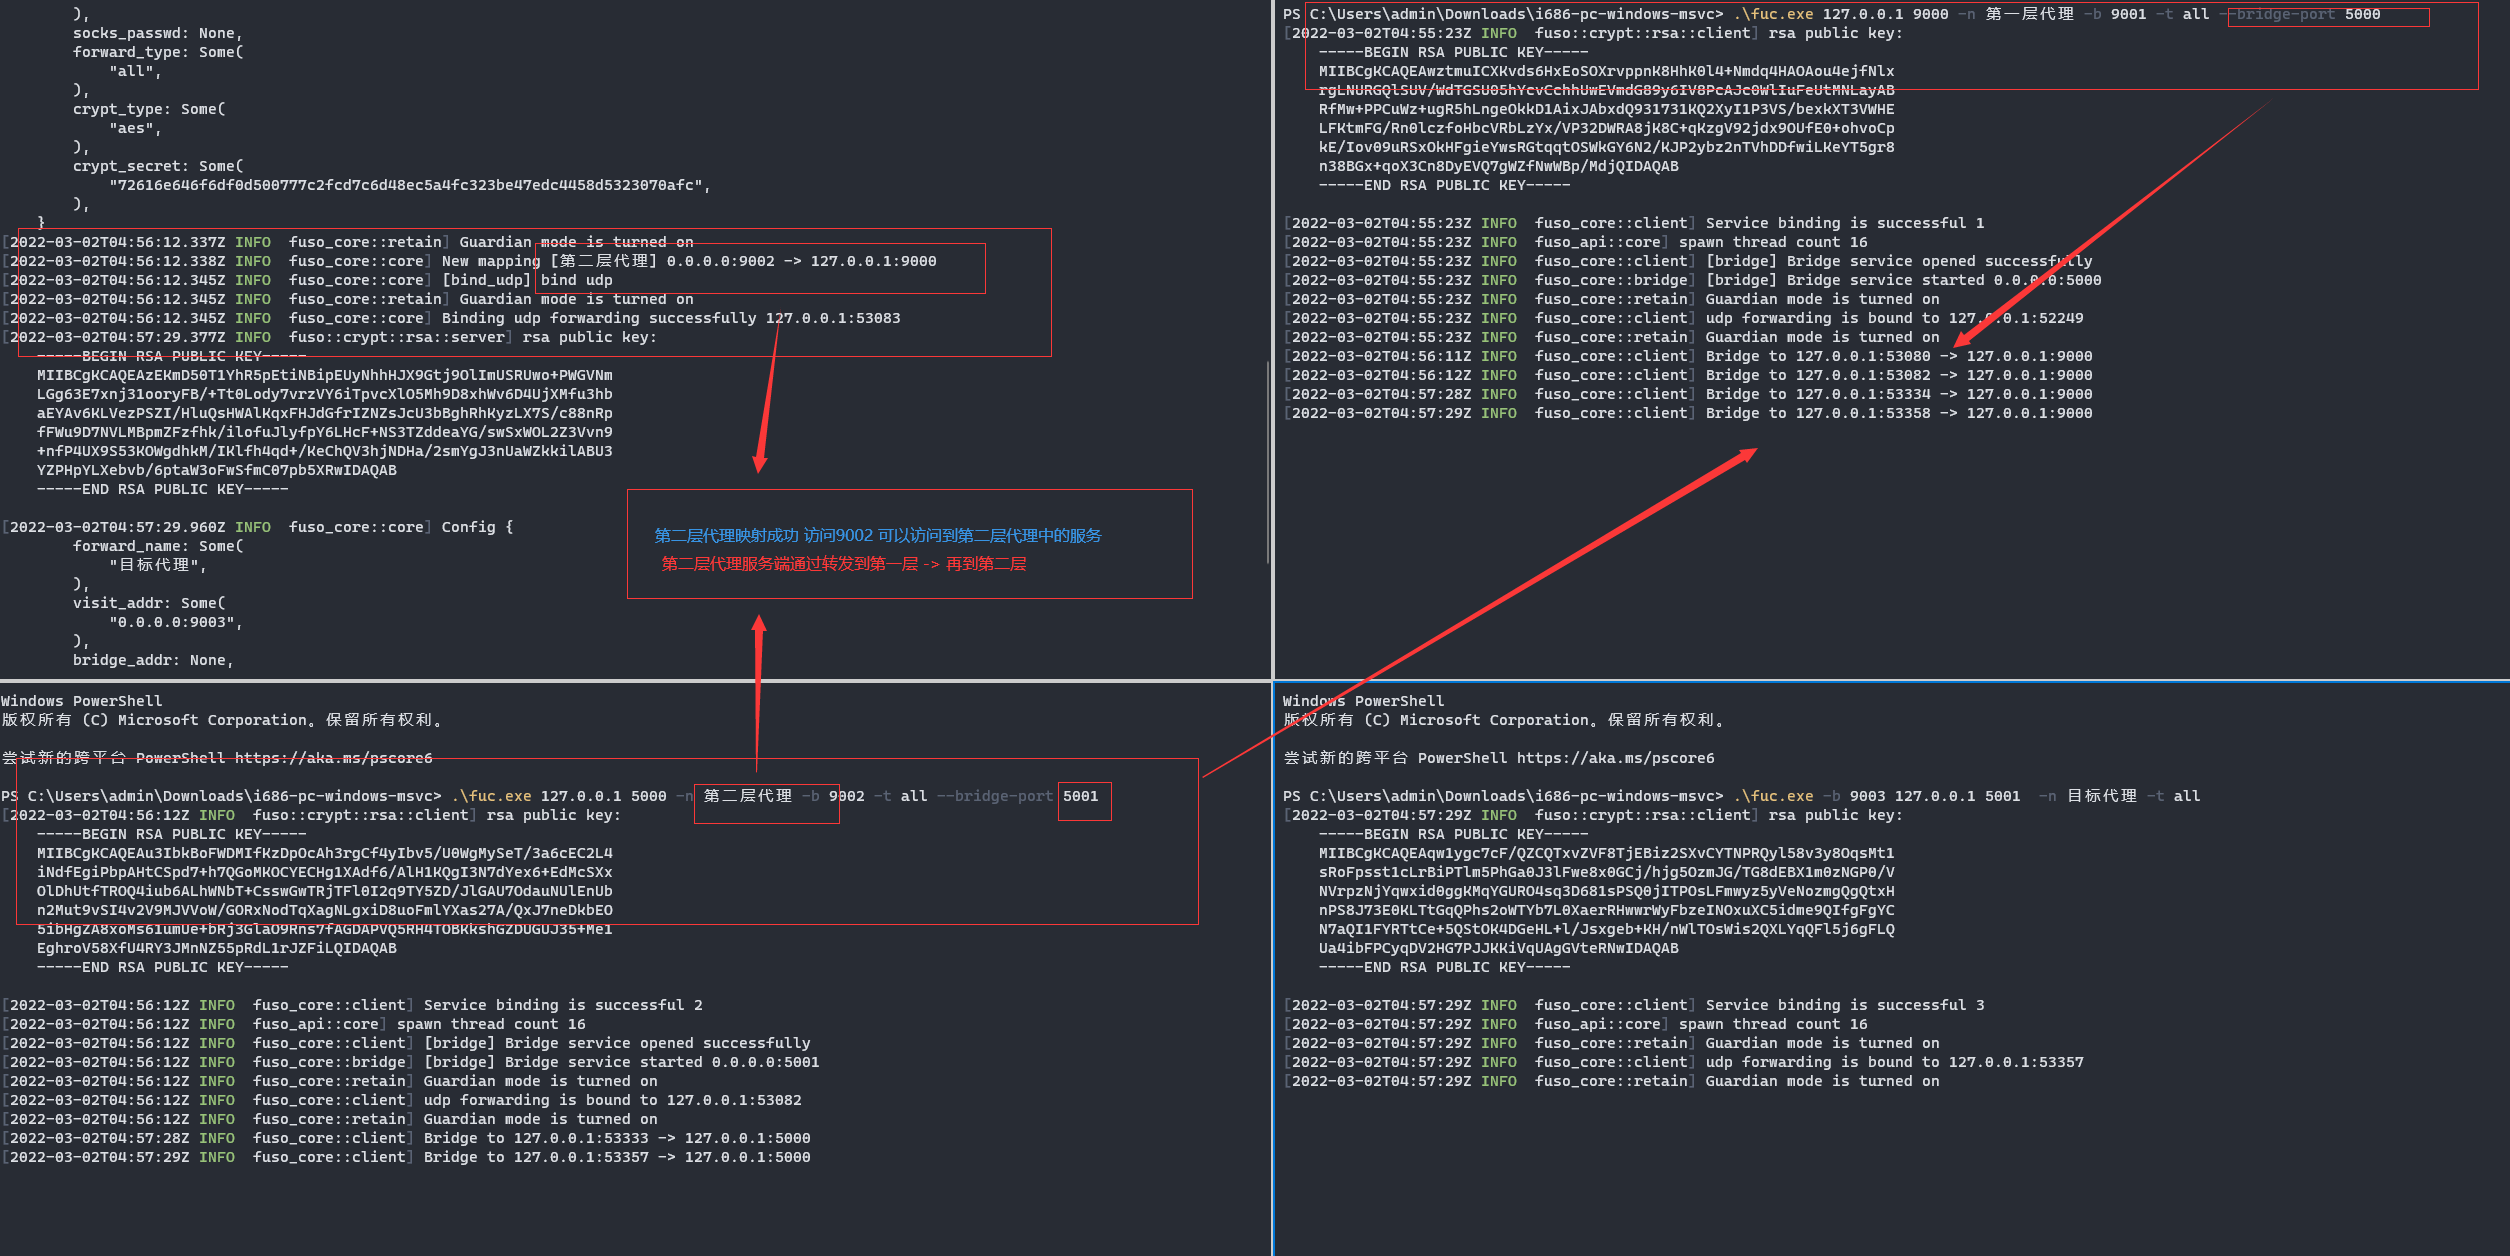 ),
socks_passwd: None,
forward_type: Some(
"all",
),
crypt_type: Some(
"aes",
),
crypt_secret: Some(
"72616e646f6df0d500777c2fcd7c6d48ec5a4fc323be47edc4458d5323070afc",
),
}
[2022-03-02T04:56:12.337Z INFO  fuso_core::retain] Guardian mode is turned on
[2022-03-02T04:56:12.338Z INFO  fuso_core::core] New mapping [第二层代理] 0.0.0.0:9002 -> 127.0.0.1:9000
[2022-03-02T04:56:12.345Z INFO  fuso_core::core] [bind_udp] bind udp
[2022-03-02T04:56:12.345Z INFO  fuso_core::retain] Guardian mode is turned on
[2022-03-02T04:56:12.345Z INFO  fuso_core::core] Binding udp forwarding successfully 127.0.0.1:53083
[2022-03-02T04:57:29.377Z INFO  fuso::crypt::rsa::server] rsa public key:
-----BEGIN RSA PUBLIC KEY-----
MIIBCgKCAQEAzEKmD50T1YhR5pEtiNBipEUyNhhHJX9Gtj9OlImUSRUwo+PWGVNm
LGg63E7xnj31ooryFB/+Tt0Lody7vrzVY6iTpvcXlO5Mh9D8xhWv6D4UjXMfu3hb
aEYAv6KLVezPSZI/HluQsHWAlKqxFHJdGfrIZNZsJcU3bBghRhKyzLX7S/c88nRp
fFWu9D7NVLMBpmZFzfhk/ilofuJlyfpY6LHcF+NS3TZddeaYG/swSxWOL2Z3Vvn9
+nfP4UX9S53KOWgdhkM/IKlfh4qd+/KeChQV3hjNDHa/2smYgJ3nUaWZkkilABU3
YZPHpYLXebvb/6ptaW3oFwSfmC07pb5XRwIDAQAB
-----END RSA PUBLIC KEY-----
第二层代理映射成功 访问9002 可以访问到第二层代理中的服务
第二层代理服务端通过转发到第一层 -> 再到第二层
[2022-03-02T04:57:29.960Z INFO  fuso_core::core] Config {
forward_name: Some(
"目标代理",
),
visit_addr: Some(
"0.0.0.0:9003",
),
bridge_addr: None,
PS C:\Users\admin\Downloads\i686-pc-windows-msvc> .\fuc.exe 127.0.0.1 9000 -n 第一层代理 -b 9001 -t all --bridge-port 5000
[2022-03-02T04:55:23Z INFO  fuso::crypt::rsa::client] rsa public key:
-----BEGIN RSA PUBLIC KEY-----
MIIBCgKCAQEAwztmuICXKvds6HxEoSOXrvppnK8HhK0l4+Nmdq4HAOAou4ejfNlx
RfMw+PPCuWz+ugR5hLngeOkkD1AixJAbxdQ931731KQ2XyI1P3VS/bexkXT3VWHE
LFKtmFG/Rn0lczfoHbcVRbLzYx/VP32DWRA8jK8C+qKzgV92jdx9OUfE0+ohvoCp
kE/Iov09uRSxOkHFgieYwsRGtqqtOSWkGY6N2/KJP2ybz2nTVhDDfwiLKeYT5gr8
n38BGx+qoX3Cn8DyEVQ7gWZfNwWBp/MdjQIDAQAB
-----END RSA PUBLIC KEY-----
[2022-03-02T04:55:23Z INFO  fuso_core::client] Service binding is successful 1
[2022-03-02T04:55:23Z INFO  fuso_api::core] spawn thread count 16
[2022-03-02T04:55:23Z INFO  fuso_core::client] [bridge] Bridge service opened successfully
[2022-03-02T04:55:23Z INFO  fuso_core::bridge] [bridge] Bridge service started 0.0.0.0:5000
[2022-03-02T04:55:23Z INFO  fuso_core::retain] Guardian mode is turned on
[2022-03-02T04:55:23Z INFO  fuso_core::client] udp forwarding is bound to 127.0.0.1:52249
[2022-03-02T04:55:23Z INFO  fuso_core::retain] Guardian mode is turned on
[2022-03-02T04:56:11Z INFO  fuso_core::client] Bridge to 127.0.0.1:53080 -> 127.0.0.1:9000
[2022-03-02T04:56:12Z INFO  fuso_core::client] Bridge to 127.0.0.1:53082 -> 127.0.0.1:9000
[2022-03-02T04:57:28Z INFO  fuso_core::client] Bridge to 127.0.0.1:53334 -> 127.0.0.1:9000
[2022-03-02T04:57:29Z INFO  fuso_core::client] Bridge to 127.0.0.1:53358 -> 127.0.0.1:9000
Windows PowerShell
版权所有 (C) Microsoft Corporation。保留所有权利。
尝试新的跨平台 PowerShell https://aka.ms/pscore6
PS C:\Users\admin\Downloads\i686-pc-windows-msvc> .\fuc.exe 127.0.0.1 5000 -n 第二层代理 -b 9002 -t all --bridge-port 5001
[2022-03-02T04:56:12Z INFO  fuso::crypt::rsa::client] rsa public key:
-----BEGIN RSA PUBLIC KEY-----
MIIBCgKCAQEAu3IbkBoFWDMIfKzDpOcAh3rgCf4yIbv5/U0WgMySeT/3a6cEC2L4
iNdfEgiPbpAHtCSpd7+h7QGoMKOCYECHg1XAdf6/AlH1KQgI3N7dYex6+EdMcSXx
OlDhUtfTROQ4iub6ALhWNbT+CsswGwTRjTFl0I2q9TY5ZD/JlGAU7OdauNUlEnUb
n2Mut9vSI4v2V9MJVVoW/GORxNodTqXagNLgxiD8uoFmlYXas27A/QxJ7neDkbEO
5ibHgZA8xoMs61umUe+bRj3GlaO9Rns7fAGDAPVQ5RH4TOBKkshGZDUGUJ35+Me1
EghroV58XfU4RY3JMnNZ55pRdL1rJZFiLQIDAQAB
-----END RSA PUBLIC KEY-----
[2022-03-02T04:56:12Z INFO  fuso_core::client] Service binding is successful 2
[2022-03-02T04:56:12Z INFO  fuso_api::core] spawn thread count 16
[2022-03-02T04:56:12Z INFO  fuso_core::client] [bridge] Bridge service opened successfully
[2022-03-02T04:56:12Z INFO  fuso_core::bridge] [bridge] Bridge service started 0.0.0.0:5001
[2022-03-02T04:56:12Z INFO  fuso_core::retain] Guardian mode is turned on
[2022-03-02T04:56:12Z INFO  fuso_core::client] udp forwarding is bound to 127.0.0.1:53082
[2022-03-02T04:56:12Z INFO  fuso_core::retain] Guardian mode is turned on
[2022-03-02T04:57:28Z INFO  fuso_core::client] Bridge to 127.0.0.1:53333 -> 127.0.0.1:5000
[2022-03-02T04:57:29Z INFO  fuso_core::client] Bridge to 127.0.0.1:53357 -> 127.0.0.1:5000
Windows PowerShell
版权所有 (C) Microsoft Corporation。保留所有权利。
尝试新的跨平台 PowerShell https://aka.ms/pscore6
PS C:\Users\admin\Downloads\i686-pc-windows-msvc> .\fuc.exe -b 9003 127.0.0.1 5001  -n 目标代理 -t all
[2022-03-02T04:57:29Z INFO  fuso::crypt::rsa::client] rsa public key:
-----BEGIN RSA PUBLIC KEY-----
MIIBCgKCAQEAqw1ygc7cF/QZCQTxvZVF8TjEBiz2SXvCYTNPRQyl58v3y8OqsMt1
sRoFpsst1cLrBiPTlm5PhGa0J3lFwe8x0GCj/hjg5OzmJG/TG8dEBX1m0zNGP0/V
NVrpzNjYqwxid0ggKMqYGURO4sq3D681sPSQ0jITPOsLFmwyz5yVeNozmgQgQtxH
nPS8J73E0KLTtGqQPhs2oWTYb7L0XaerRHwwrWyFbzeINOxuXC5idme9QIfgFgYC
N7aQI1FYRTtCe+5QStOK4DGeHL+l/Jsxgeb+KH/nWlTOsWis2QXLYqQFl5j6gFLQ
Ua4ibFPCyqDV2HG7PJJKKiVqUAgGVteRNwIDAQAB
-----END RSA PUBLIC KEY-----
[2022-03-02T04:57:29Z INFO  fuso_core::client] Service binding is successful 3
[2022-03-02T04:57:29Z INFO  fuso_api::core] spawn thread count 16
[2022-03-02T04:57:29Z INFO  fuso_core::retain] Guardian mode is turned on
[2022-03-02T04:57:29Z INFO  fuso_core::client] udp forwarding is bound to 127.0.0.1:53357
[2022-03-02T04:57:29Z INFO  fuso_core::retain] Guardian mode is turned on